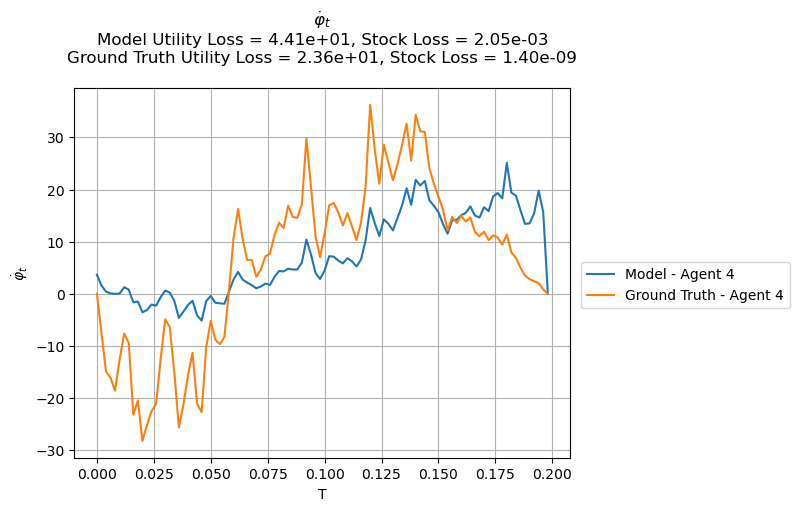 φ̇ₜ
Model Utility Loss = 4.41e+01, Stock Loss = 2.05e-03
Ground Truth Utility Loss = 2.36e+01, Stock Loss = 1.40e-09
30
20
10
0
−10
−20
−30
φ̇ₜ
0.000 0.025 0.050 0.075 0.100 0.125 0.150 0.175 0.200
T
Model - Agent 4
Ground Truth - Agent 4